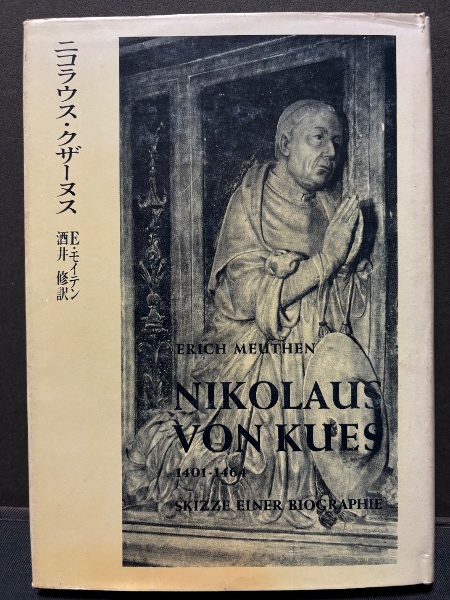 ニコラウス・クザーヌス
E・モイテン
酒井 修訳
ERICH MEUTHEN
NIKOLAUS
VON KUES
1401-1464
SKIZZE EINER BIOGRAPHIE